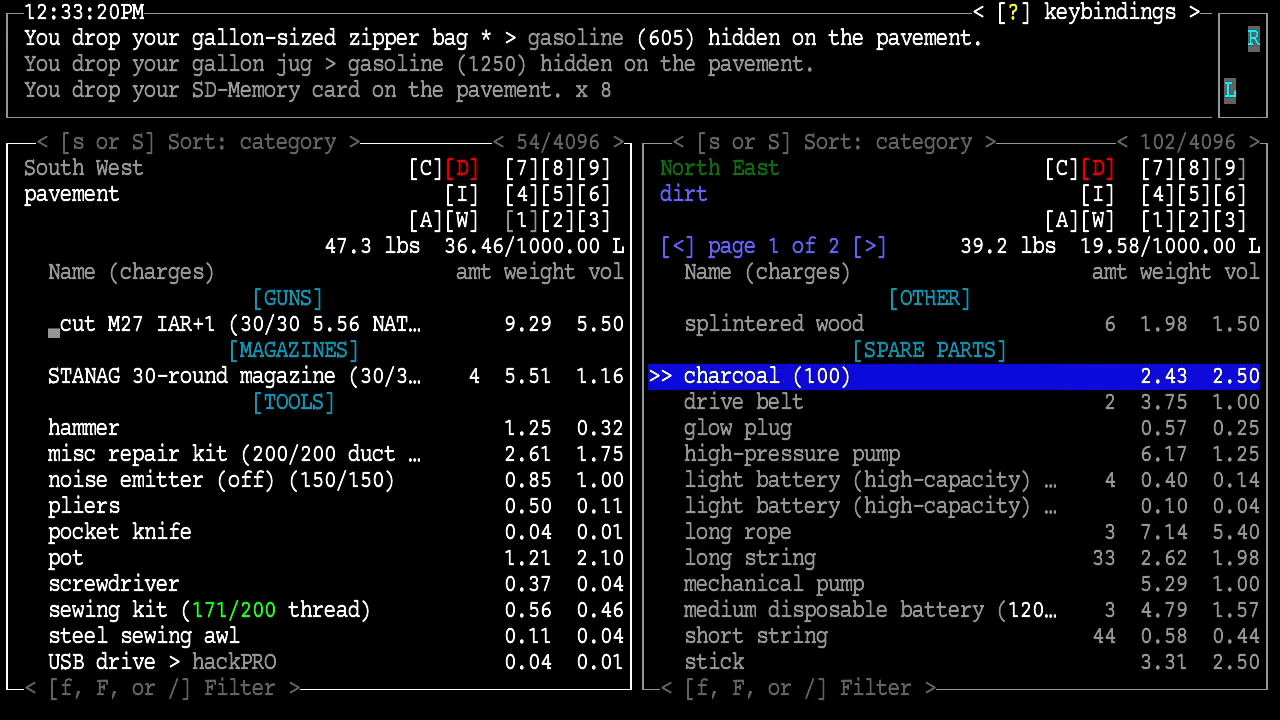 12:33:20PM < [?] keybindings >
You drop your gallon-sized zipper bag * > gasoline (605) hidden on the pavement. R
You drop your gallon jug > gasoline (1250) hidden on the pavement.
You drop your SD-Memory card on the pavement. x 8 L
< [s or S] Sort: category > < 54/4096 >
South West [C][D] [7][8][9]
pavement [I] [4][5][6]
[A][W] [1][2][3]
47.3 lbs 36.46/1000.00 L
Name (charges) amt weight vol
[GUNS]
_cut M27 IAR+1 (30/30 5.56 NAT… 9.29 5.50
[MAGAZINES]
STANAG 30-round magazine (30/3… 4 5.51 1.16
[TOOLS]
hammer 1.25 0.32
misc repair kit (200/200 duct … 2.61 1.75
noise emitter (off) (150/150) 0.85 1.00
pliers 0.50 0.11
pocket knife 0.04 0.01
pot 1.21 2.10
screwdriver 0.37 0.04
sewing kit (171/200 thread) 0.56 0.46
steel sewing awl 0.11 0.04
USB drive > hackPRO 0.04 0.01
< [f, F, or /] Filter >
< [s or S] Sort: category > < 102/4096 >
North East [C][D] [7][8][9]
dirt [I] [4][5][6]
[A][W] [1][2][3]
[<] page 1 of 2 [>] 39.2 lbs 19.58/1000.00 L
Name (charges) amt weight vol
[OTHER]
splintered wood 6 1.98 1.50
[SPARE PARTS]
>> charcoal (100) 2.43 2.50
drive belt 2 3.75 1.00
glow plug 0.57 0.25
high-pressure pump 6.17 1.25
light battery (high-capacity) … 4 0.40 0.14
light battery (high-capacity) … 0.10 0.04
long rope 3 7.14 5.40
long string 33 2.62 1.98
mechanical pump 5.29 1.00
medium disposable battery (120… 3 4.79 1.57
short string 44 0.58 0.44
stick 3.31 2.50
< [f, F, or /] Filter >